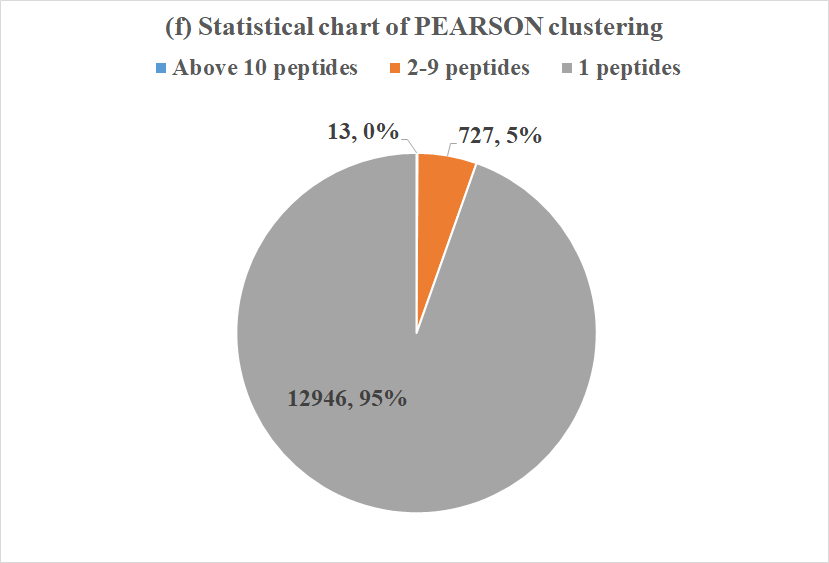 (f) Statistical chart of PEARSON clustering
Above 10 peptides 2-9 peptides 1 peptides
13, 0% 727, 5%
12946, 95%